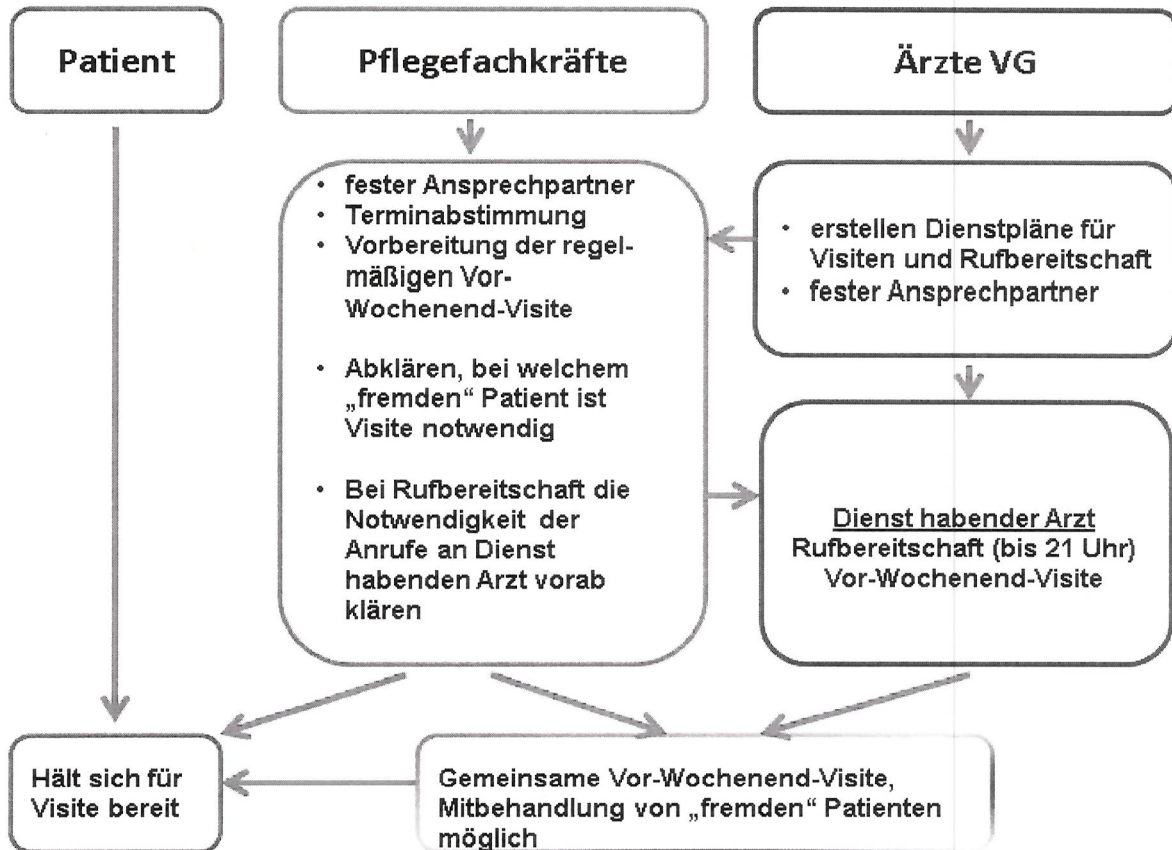 Patient
Pflegefachkräfte
Ärzte VG
• fester Ansprechpartner
• Terminabstimmung
• Vorbereitung der regel-
mäßigen Vor-
Wochenend-Visite
• Abklären, bei welchem
„fremden“ Patient ist
Visite notwendig
• Bei Rufbereitschaft die
Notwendigkeit der
Anrufe an Dienst
habenden Arzt vorab
klären
• erstellen Dienstpläne für
Visiten und Rufbereitschaft
• fester Ansprechpartner
Dienst habender Arzt
Rufbereitschaft (bis 21 Uhr)
Vor-Wochenend-Visite
Hält sich für
Visite bereit
Gemeinsame Vor-Wochenend-Visite,
Mitbehandlung von „fremden“ Patienten
möglich